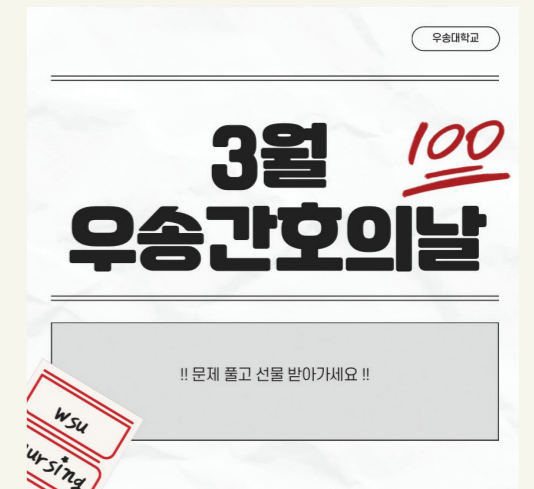 우송대학교
3월
100
우송간호의날
!! 문제 풀고 선물 받아가세요 !!
wsu
ursing